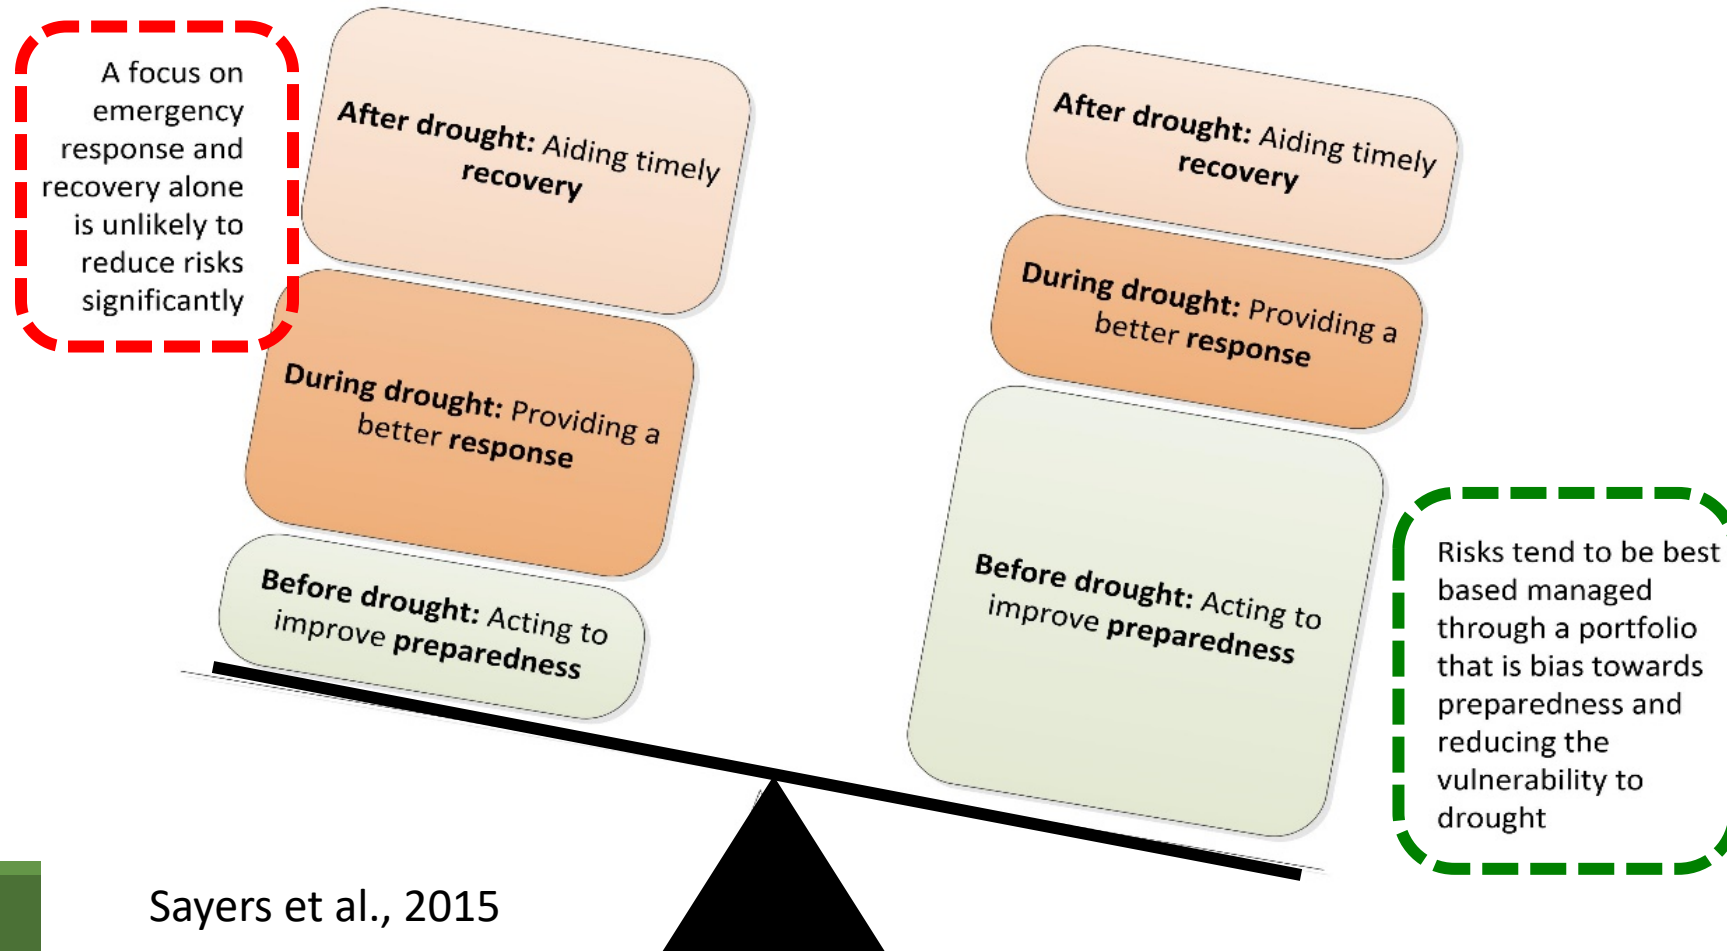 A focus on
emergency
response and
recovery alone
is unlikely to
reduce risks
significantly
After drought: Aiding timely
recovery
During drought: Providing a
better response
Before drought: Acting to
improve preparedness
After drought: Aiding timely
recovery
During drought: Providing a
better response
Before drought: Acting to
improve preparedness
Risks tend to be best
based managed
through a portfolio
that is bias towards
preparedness and
reducing the
vulnerability to
drought
Sayers et al., 2015